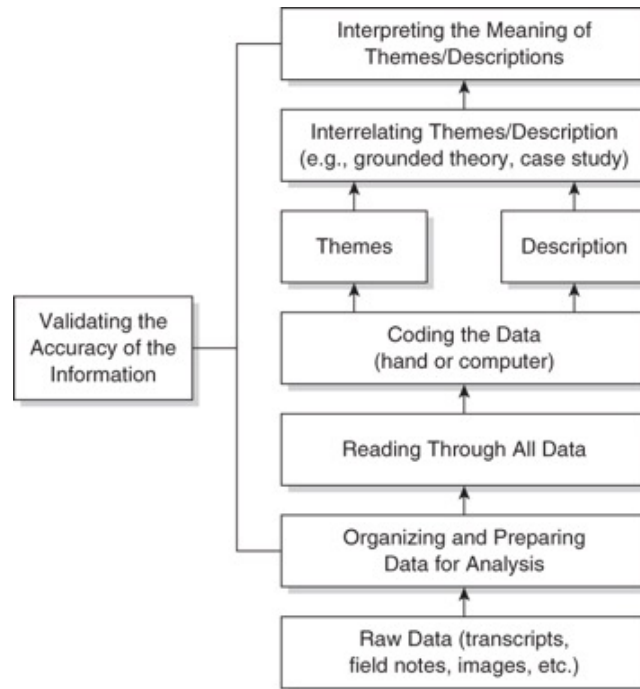 Interpreting the Meaning of
Themes/Descriptions
Interrelating Themes/Description
(e.g., grounded theory, case study)
Themes
Description
Validating the
Accuracy of the
Information
Coding the Data
(hand or computer)
Reading Through All Data
Organizing and Preparing
Data for Analysis
Raw Data (transcripts,
field notes, images, etc.)